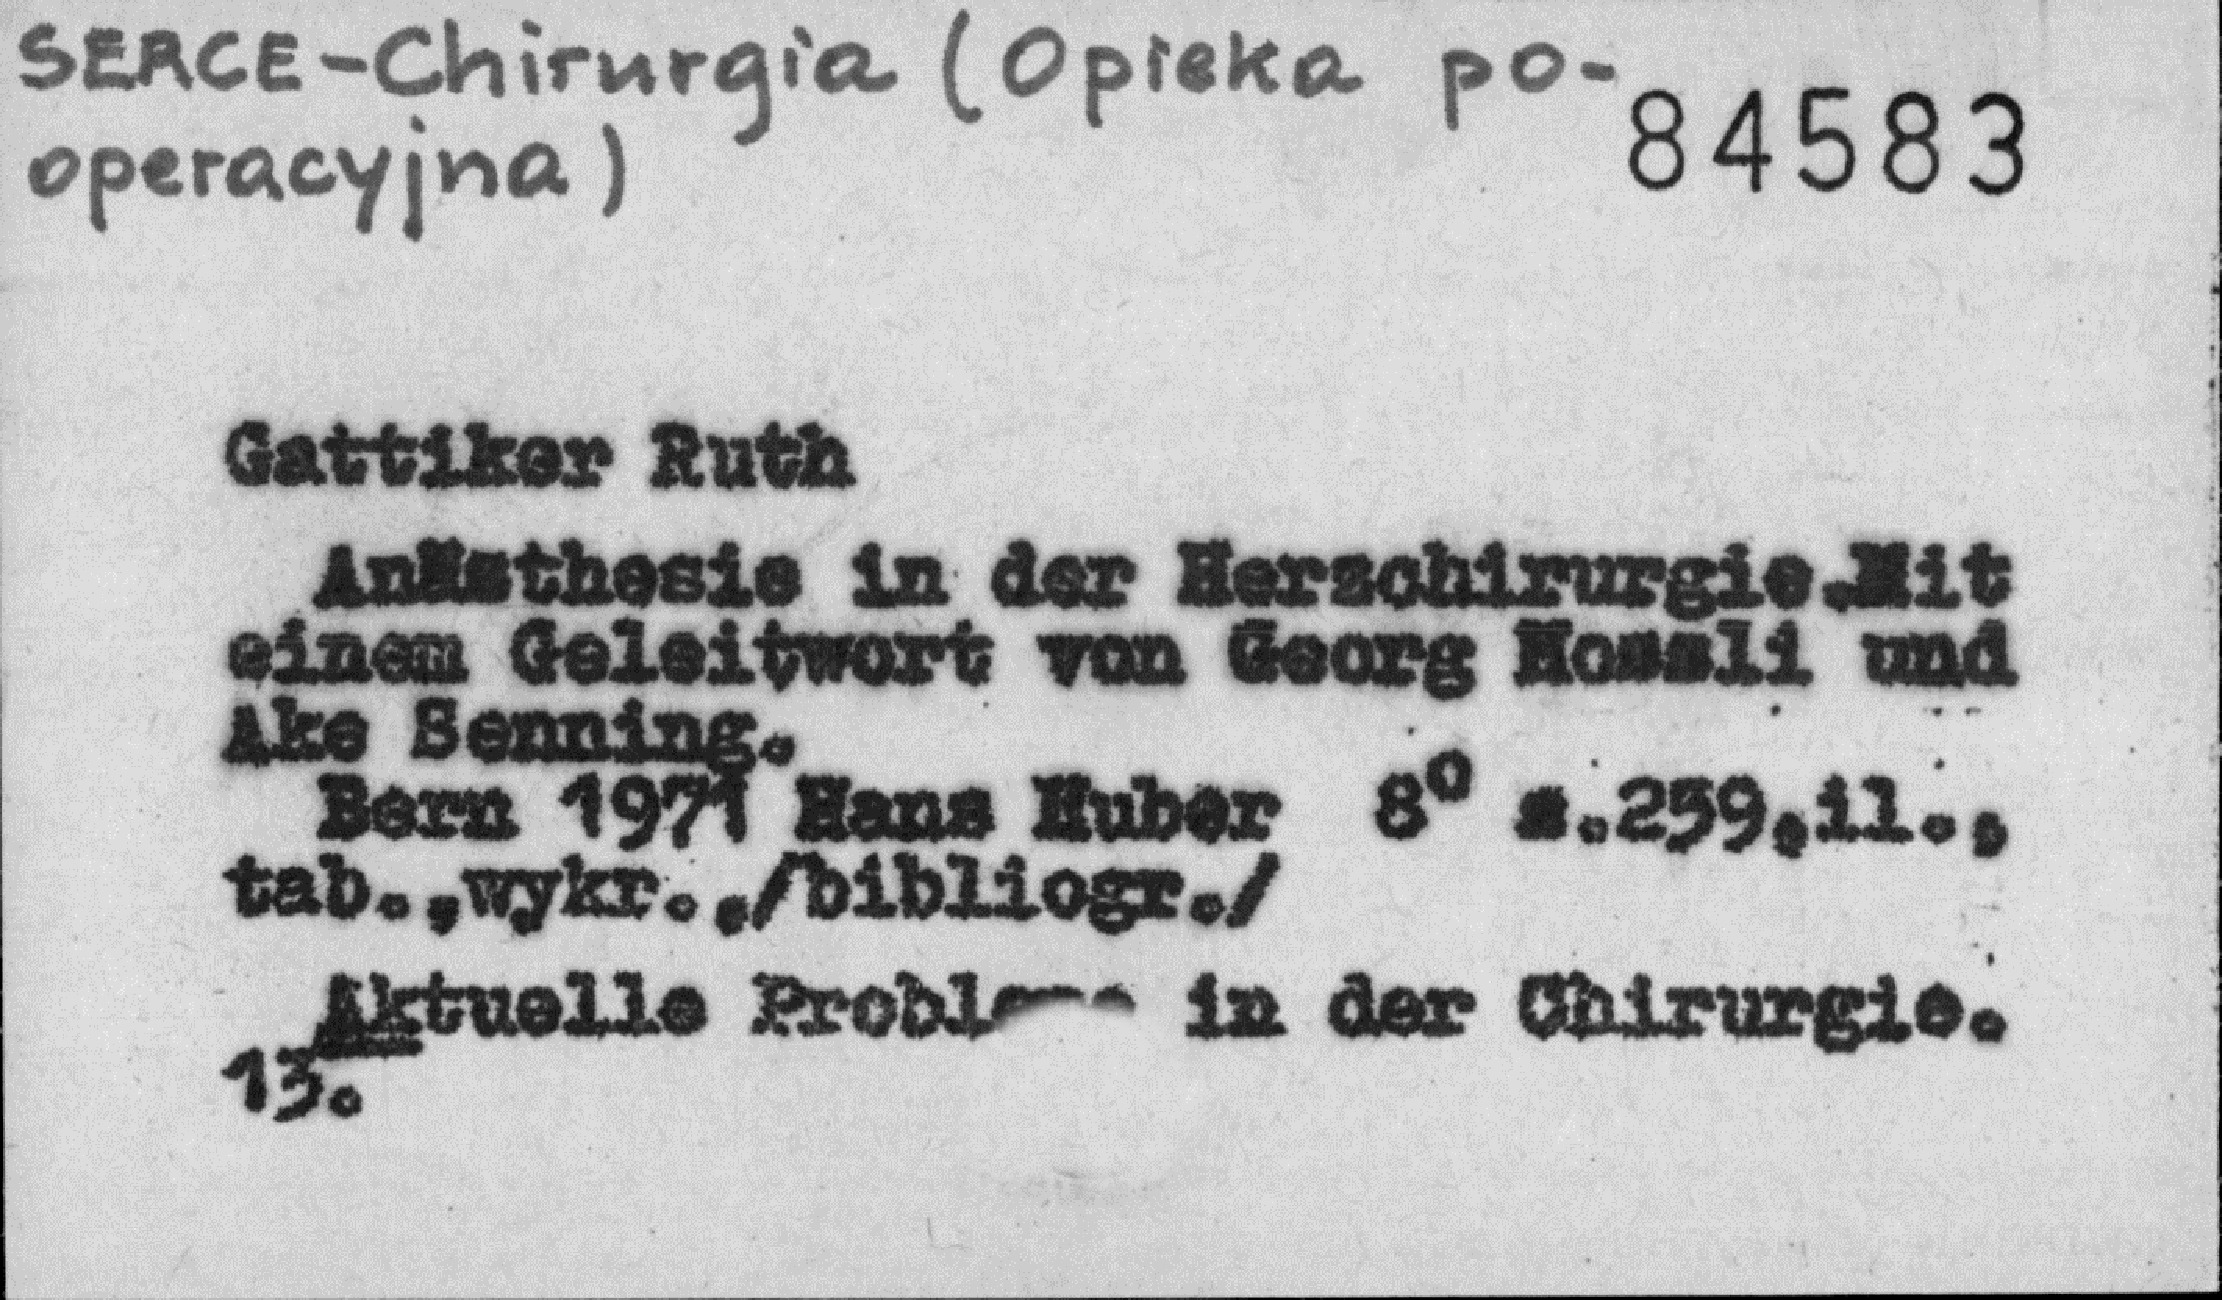 SERCE-Chirurgia (Opieka po-
operacyjna)
84583
Gattiker Ruth
Anästhesie in der Herzchirurgie.Mit
einem Geleitwort von Georg Hossli und
Ake Senning.
Bern 1971 Hans Huber 8° s.259,il.,
tab.,wykr.,/bibliogr./
Aktuelle Probleme in der Chirurgie.
13.